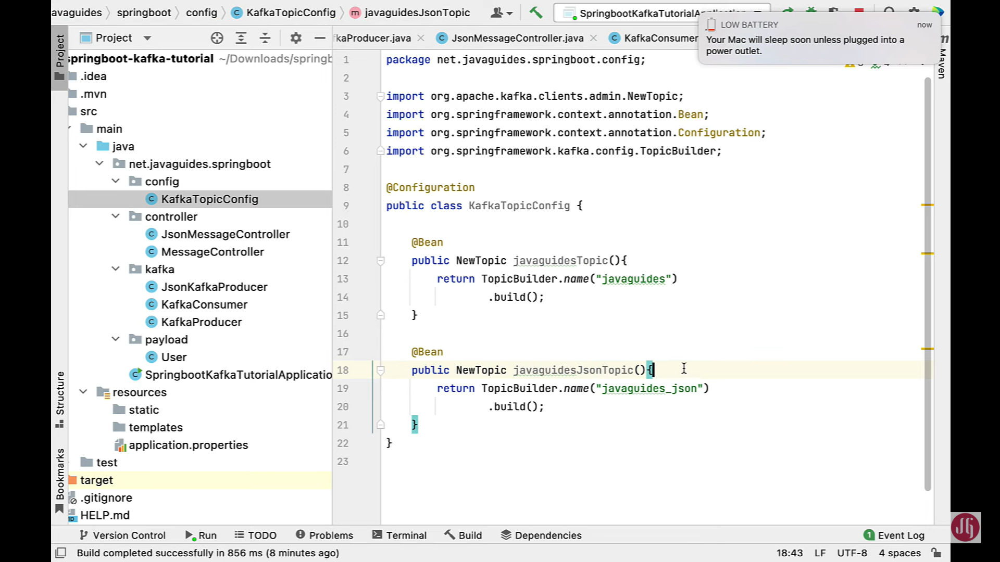 avaguides springboot config KafkaTopicConfig javaguidesJsonTopic
LOW BATTERY now
Your Mac will sleep soon unless plugged into a
power outlet.
Project
kaProducer.java JsonMessageController.java KafkaConsumer
Project
Structure
Bookmarks
springboot-kafka-tutorial ~/Downloads/springb
.idea
.mvn
src
main
java
net.javaguides.springboot
config
KafkaTopicConfig
controller
JsonMessageController
MessageController
kafka
JsonKafkaProducer
KafkaConsumer
KafkaProducer
payload
User
SpringbootKafkaTutorialApplicatio
resources
static
templates
application.properties
test
target
.gitignore
HELP.md
1 package net.javaguides.springboot.config;
2
3 import org.apache.kafka.clients.admin.NewTopic;
4 import org.springframework.context.annotation.Bean;
5 import org.springframework.context.annotation.Configuration;
6 import org.springframework.kafka.config.TopicBuilder;
7
8 @Configuration
9 public class KafkaTopicConfig {
10
11 @Bean
12 public NewTopic javaguidesTopic(){
13 return TopicBuilder.name("javaguides")
14 .build();
15 }
16
17 @Bean
18 public NewTopic javaguidesJsonTopic(){
19 return TopicBuilder.name("javaguides_json")
20 .build();
21 }
22 }
23
Maven
Version Control Run TODO Problems Terminal Build Dependencies 1 Event Log
Build completed successfully in 856 ms (8 minutes ago) 18:43 LF UTF-8 4 spaces
JG